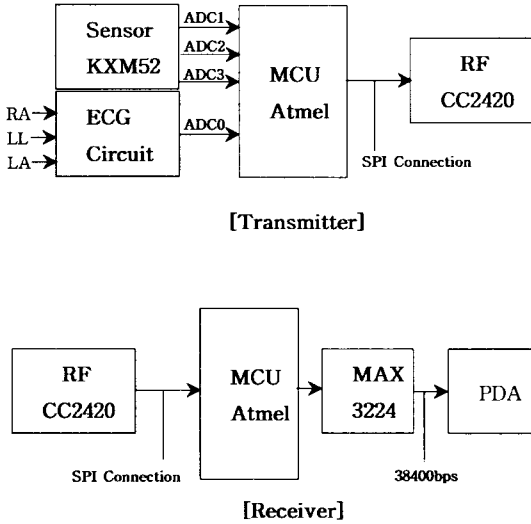 Sensor
KXM52
ADC1
ADC2
ADC3
MCU
Atmel
RF
CC2420
RA
LL
LA
ECG
Circuit
ADC0
SPI Connection
[Transmitter]
RF
CC2420
MCU
Atmel
MAX
3224
PDA
SPI Connection
38400bps
[Receiver]